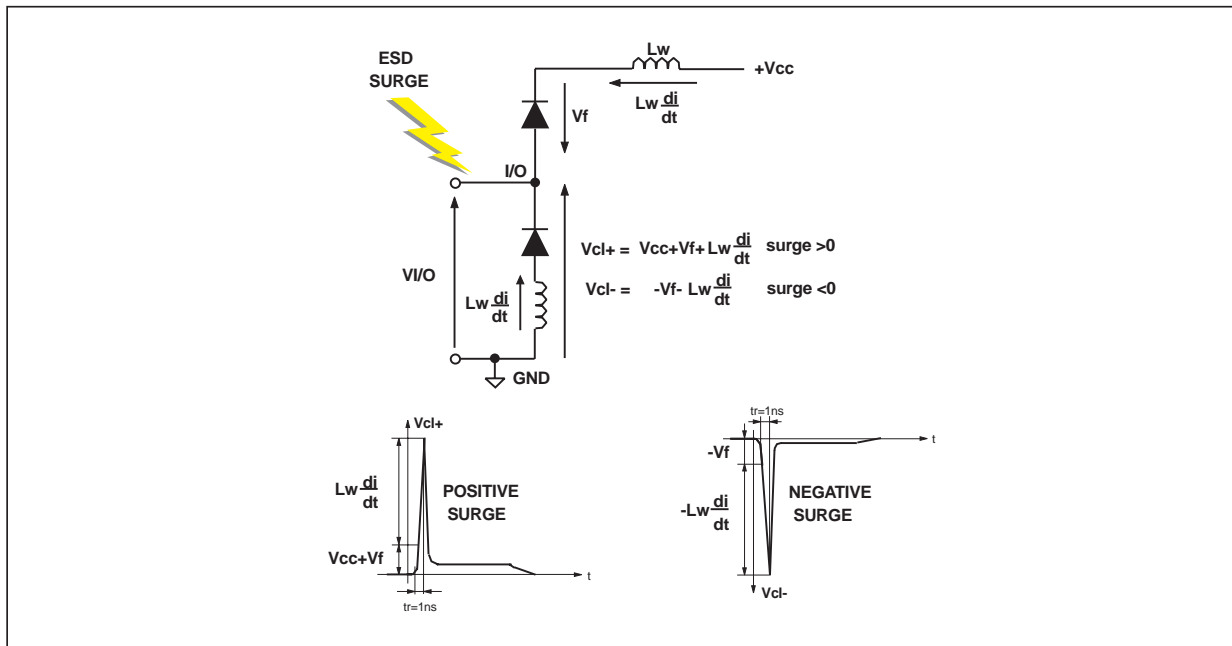 Lw
ESD
SURGE
+Vcc
Lw di/dt
Vf
I/O
Vcl+ = Vcc+Vf+ Lw di/dt surge >0
VI/O
Lw di/dt
Vcl- = -Vf- Lw di/dt surge <0
GND
Vcl+
tr=1ns
t
-Vf
Lw di/dt
POSITIVE
SURGE
-Lw di/dt
NEGATIVE
SURGE
Vcc+Vf
t
Vcl-
tr=1ns